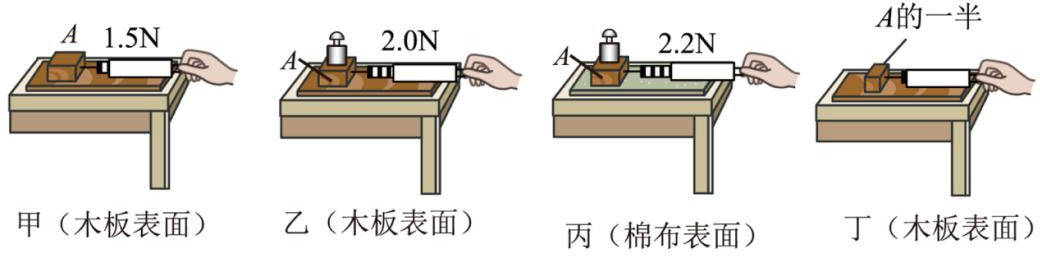 A 1.5N
A 2.0N
A 2.2N
A的一半
甲（木板表面）
乙（木板表面）
丙（棉布表面）
丁（木板表面）